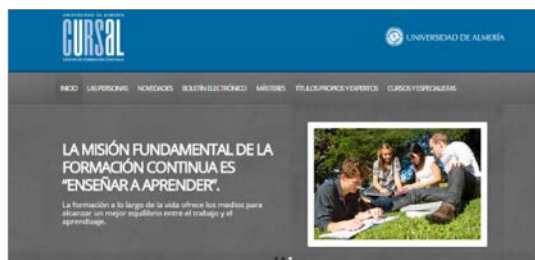 UNIVERSIDAD DE ALMERÍA
CURSAL
CENTRO DE FORMACIÓN CONTINUA
UNIVERSIDAD DE ALMERÍA
INICIO LAS PERSONAS NOVEDADES BOLETÍN ELECTRÓNICO MÁSTERES TÍTULOS PROPIOS Y EXPERTOS CURSOS Y ESPECIALISTAS
LA MISIÓN FUNDAMENTAL DE LA
FORMACIÓN CONTINUA ES
“ENSEÑAR A APRENDER”.
La formación a lo largo de la vida ofrece los medios para
alcanzar un mejor equilibrio entre el trabajo y el
aprendizaje.